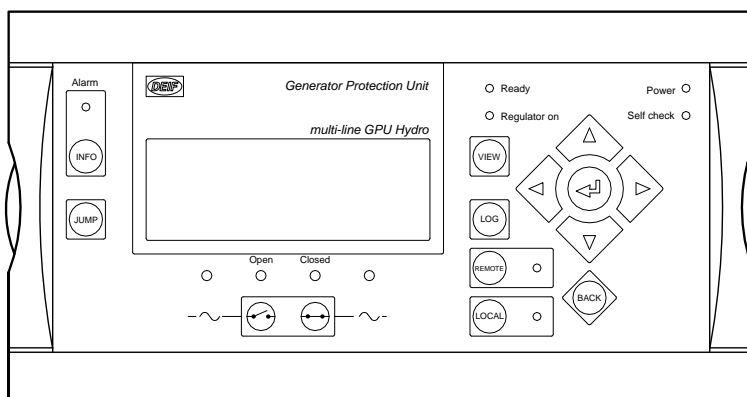 Alarm
INFO
JUMP
DEIF
Generator Protection Unit
multi-line GPU Hydro
Open
Closed
Ready
Regulator on
Power
Self check
VIEW
LOG
REMOTE
LOCAL
BACK